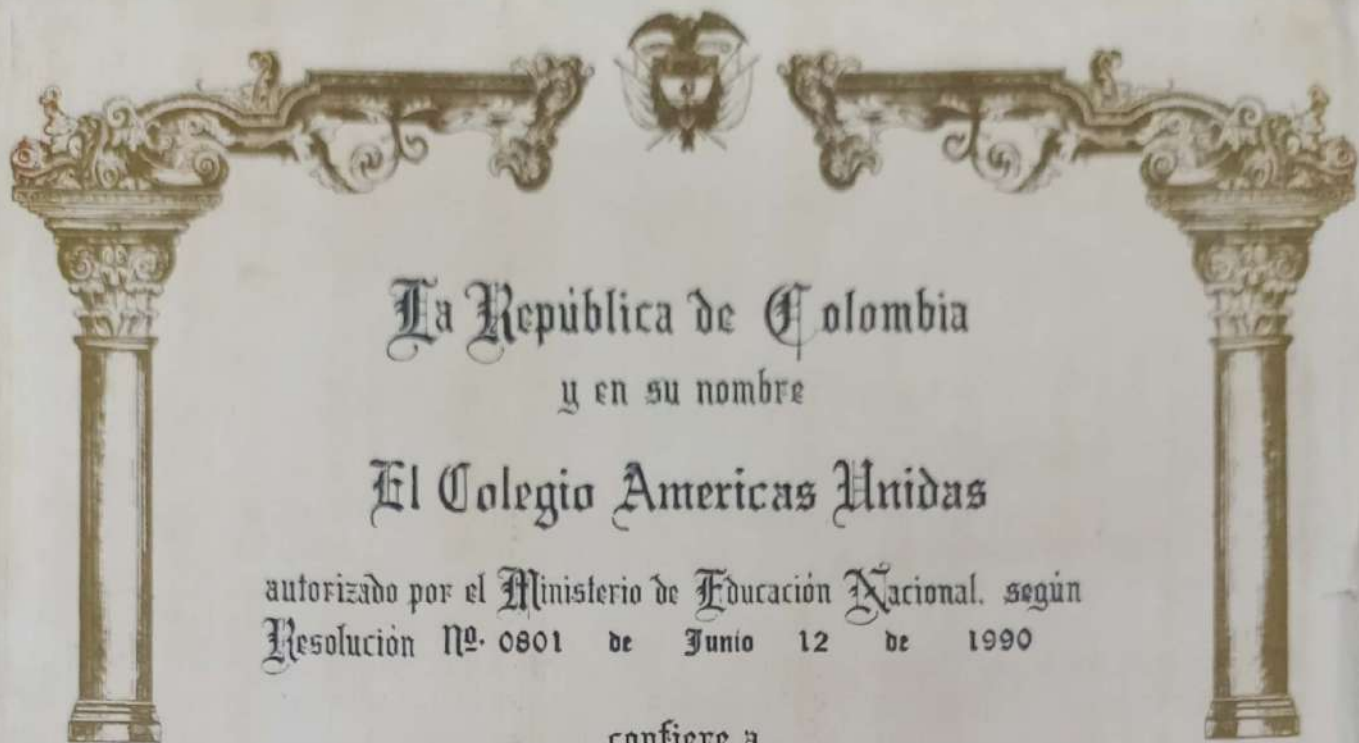 La República de Colombia
y en su nombre
El Colegio Americas Unidas
autorizado por el Ministerio de Educación Nacional. según
Resolución Nº. 0801 de Junio 12 de 1990
confiere a